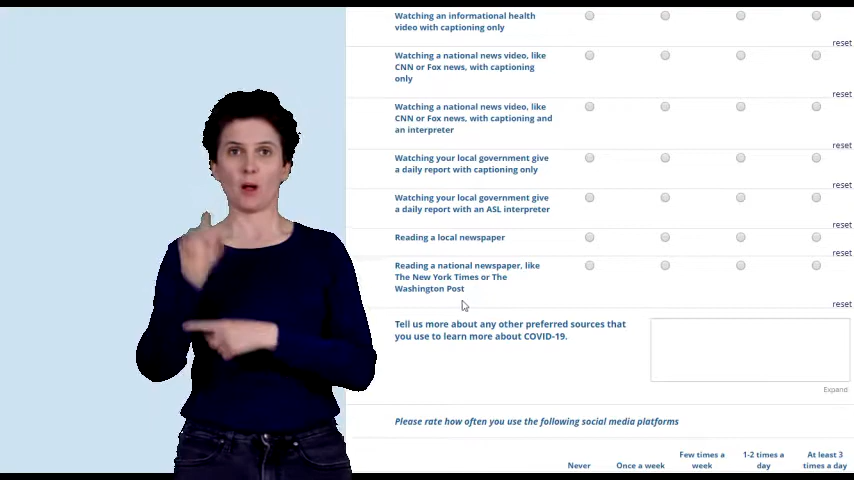 Watching an informational health
video with captioning only
reset
Watching a national news video, like
CNN or Fox news, with captioning
only
reset
Watching a national news video, like
CNN or Fox news, with captioning and
an interpreter
reset
Watching your local government give
a daily report with captioning only
reset
Watching your local government give
a daily report with an ASL interpreter
reset
Reading a local newspaper
reset
Reading a national newspaper, like
The New York Times or The
Washington Post
reset
Tell us more about any other preferred sources that
you use to learn more about COVID-19.
Expand
Please rate how often you use the following social media platforms
Never
Once a week
Few times a
week
1-2 times a
day
At least 3
times a day